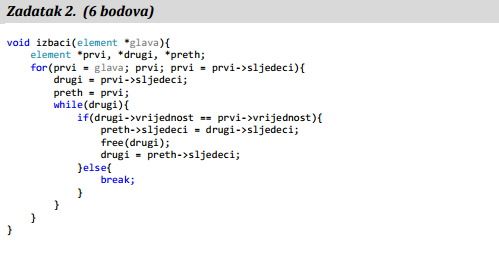 Zadatak 2. (6 bodova)
void izbaci(element *glava){
    element *prvi, *drugi, *preth;
    for(prvi = glava; prvi; prvi = prvi->sljedeci){
        drugi = prvi->sljedeci;
        preth = prvi;
        while(drugi){
            if(drugi->vrijednost == prvi->vrijednost){
                preth->sljedeci = drugi->sljedeci;
                free(drugi);
                drugi = preth->sljedeci;
            }else{
                break;
            }
        }
    }
}